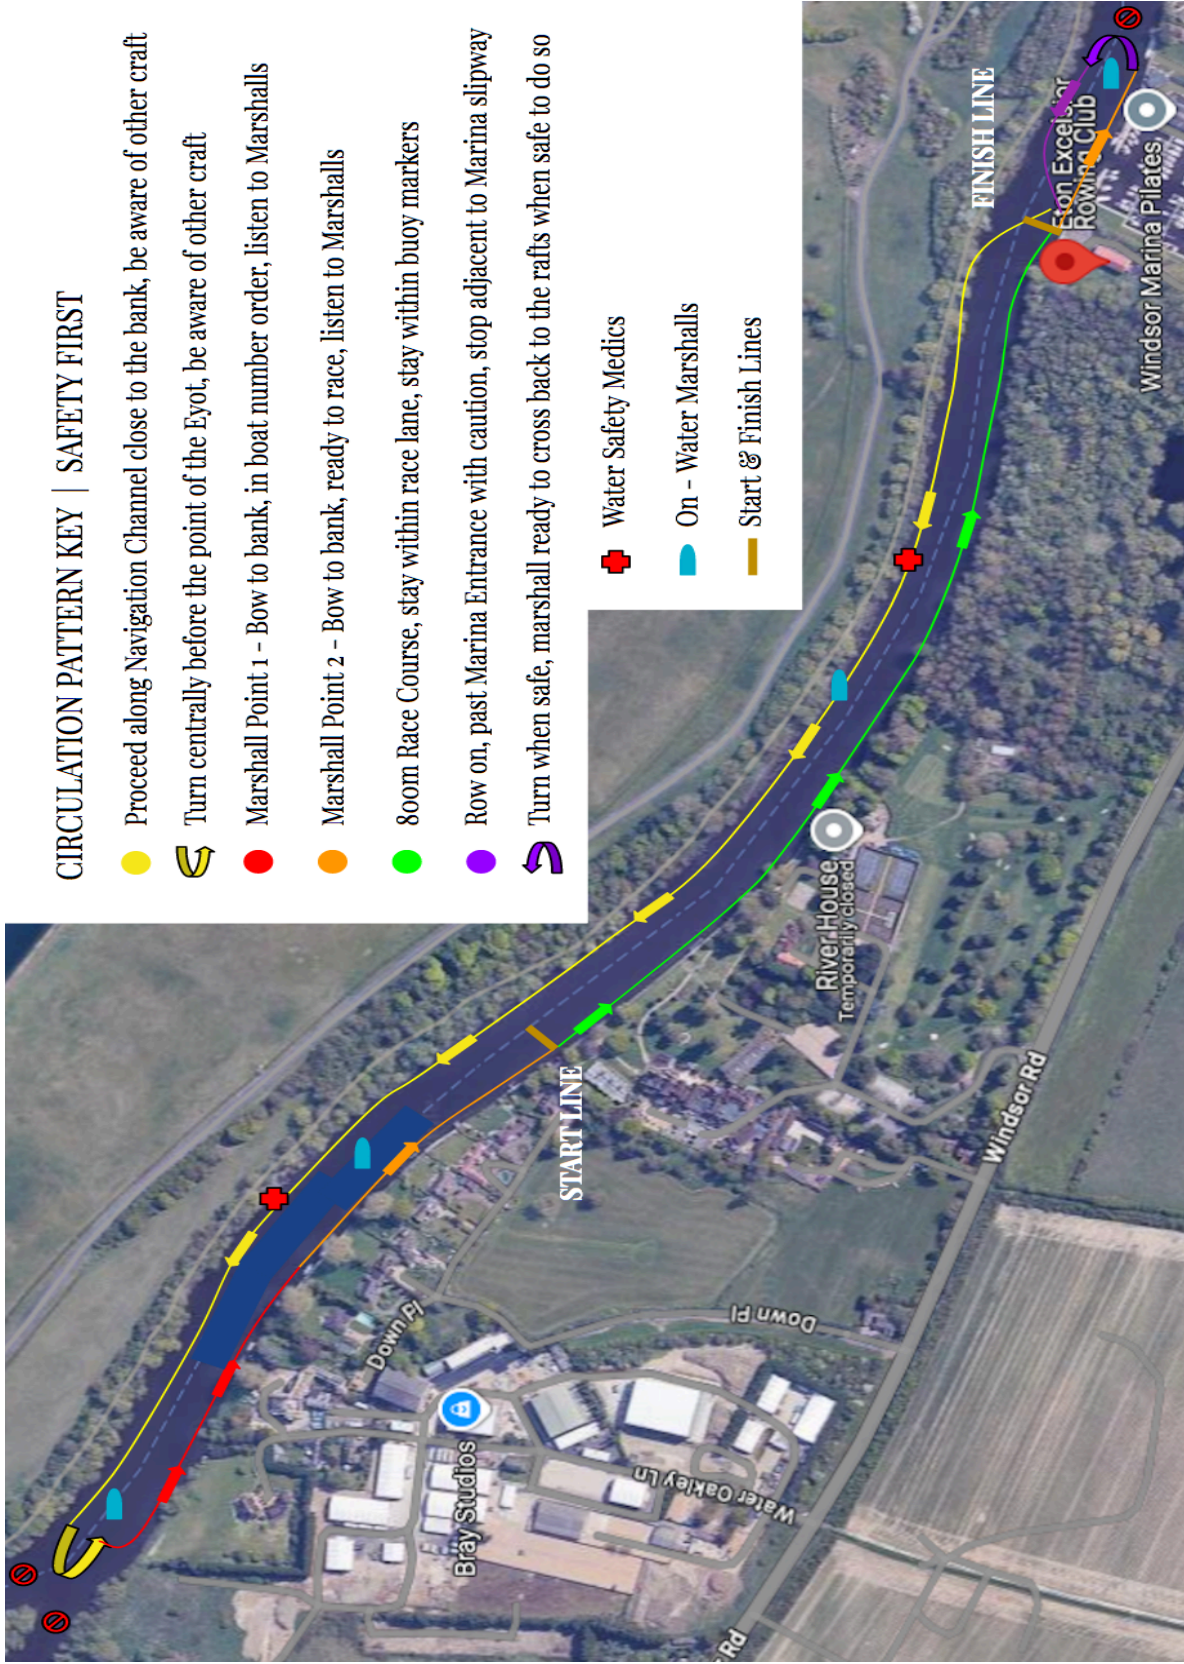 CIRCULATION PATTERN KEY | SAFETY FIRST
Proceed along Navigation Channel close to the bank, be aware of other craft
Turn centrally before the point of the Eyot, be aware of other craft
Marshall Point 1 - Bow to bank, in boat number order, listen to Marshalls
Marshall Point 2 - Bow to bank, ready to race, listen to Marshalls
800m Race Course, stay within race lane, stay within buoy markers
Row on, past Marina Entrance with caution, stop adjacent to Marina slipway
Turn when safe, marshall ready to cross back to the rafts when safe to do so
Water Safety Medics
On - Water Marshalls
Start & Finish Lines
FINISH LINE
Eton Excelsior
Rowing Club
Windsor Marina Pilates
River House
Temporarily closed
START LINE
Windsor Rd
Down Pl
Down Pl
Bray Studios
Water Oakley Ln
Rd